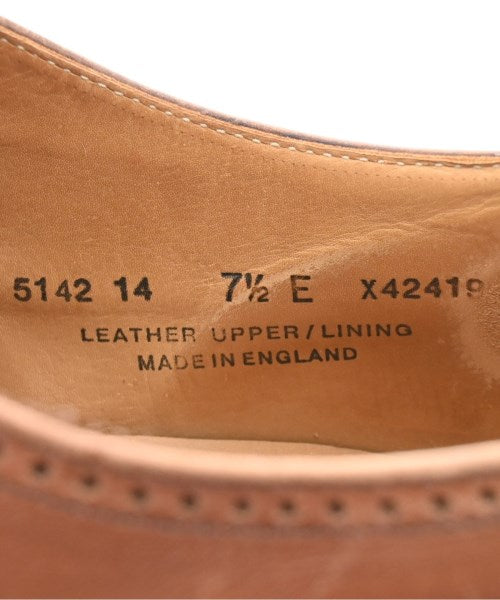 5142 14 7½ E X42419
LEATHER UPPER/LINING
MADE IN ENGLAND